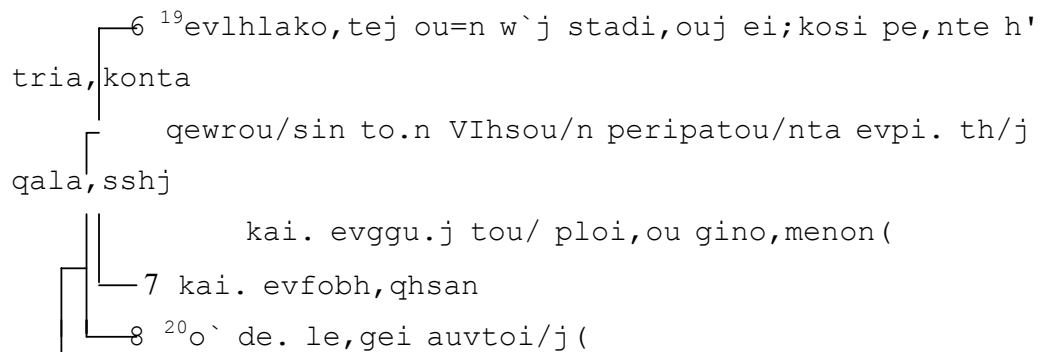 6 19evlhlako,tej ou=n w`j stadi,ouj ei;kosi pe,nte h'
tria,konta
qewrou/sin to.n VIhsou/n peripatou/nta evpi. th/j
qala,sshj
kai. evggu.j tou/ ploi,ou gino,menon(
7 kai. evfobh,qhsan
8 20o` de. le,gei auvtoi/j(